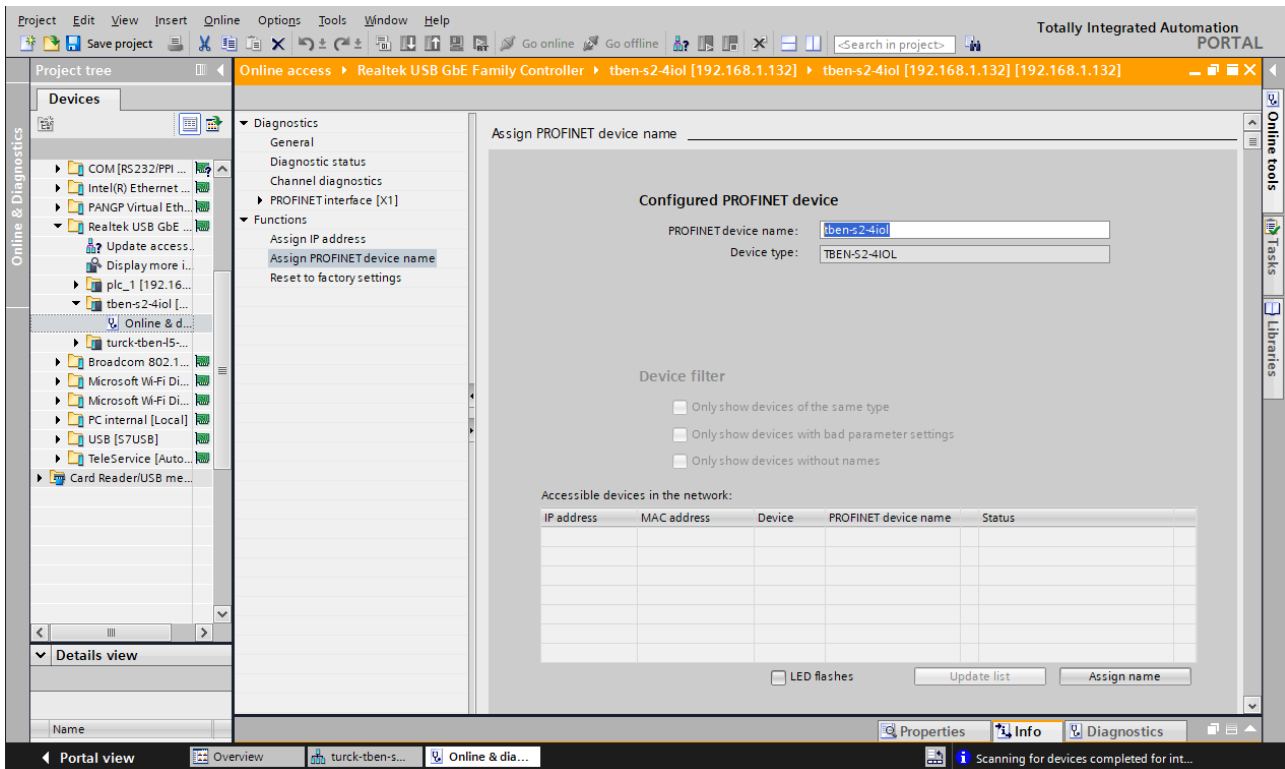 Project Edit View Insert Online Options Tools Window Help
Totally Integrated Automation
PORTAL
Save project Go online Go offline <Search in project>
Project tree
Online access Realtek USB GbE Family Controller tben-s2-4iol [192.168.1.132] tben-s2-4iol [192.168.1.132] [192.168.1.132]
Devices
Online & Diagnostics
COM [RS232/PPI ...
Intel(R) Ethernet ...
PANGP Virtual Eth...
Realtek USB GbE ...
Update access..
Display more i...
plc_1 [192.16...
tben-s2-4iol [...
Online & d...
turck-tben-l5-...
Broadcom 802.1...
Microsoft Wi-Fi Di...
Microsoft Wi-Fi Di...
PC internal [Local]
USB [S7USB]
TeleService [Auto...
Card Reader/USB me...
Details view
Name
Diagnostics
General
Diagnostic status
Channel diagnostics
PROFINET interface [X1]
Functions
Assign IP address
Assign PROFINET device name
Reset to factory settings
Assign PROFINET device name
Configured PROFINET device
PROFINET device name: tben-s2-4iol
Device type: TBEN-S2-4IOL
Device filter
Only show devices of the same type
Only show devices with bad parameter settings
Only show devices without names
Accessible devices in the network:
IP address MAC address Device PROFINET device name Status
LED flashes Update list Assign name
Online tools
Tasks
Libraries
Properties Info Diagnostics
Portal view Overview turck-tben-s... Online & dia... Scanning for devices completed for int...